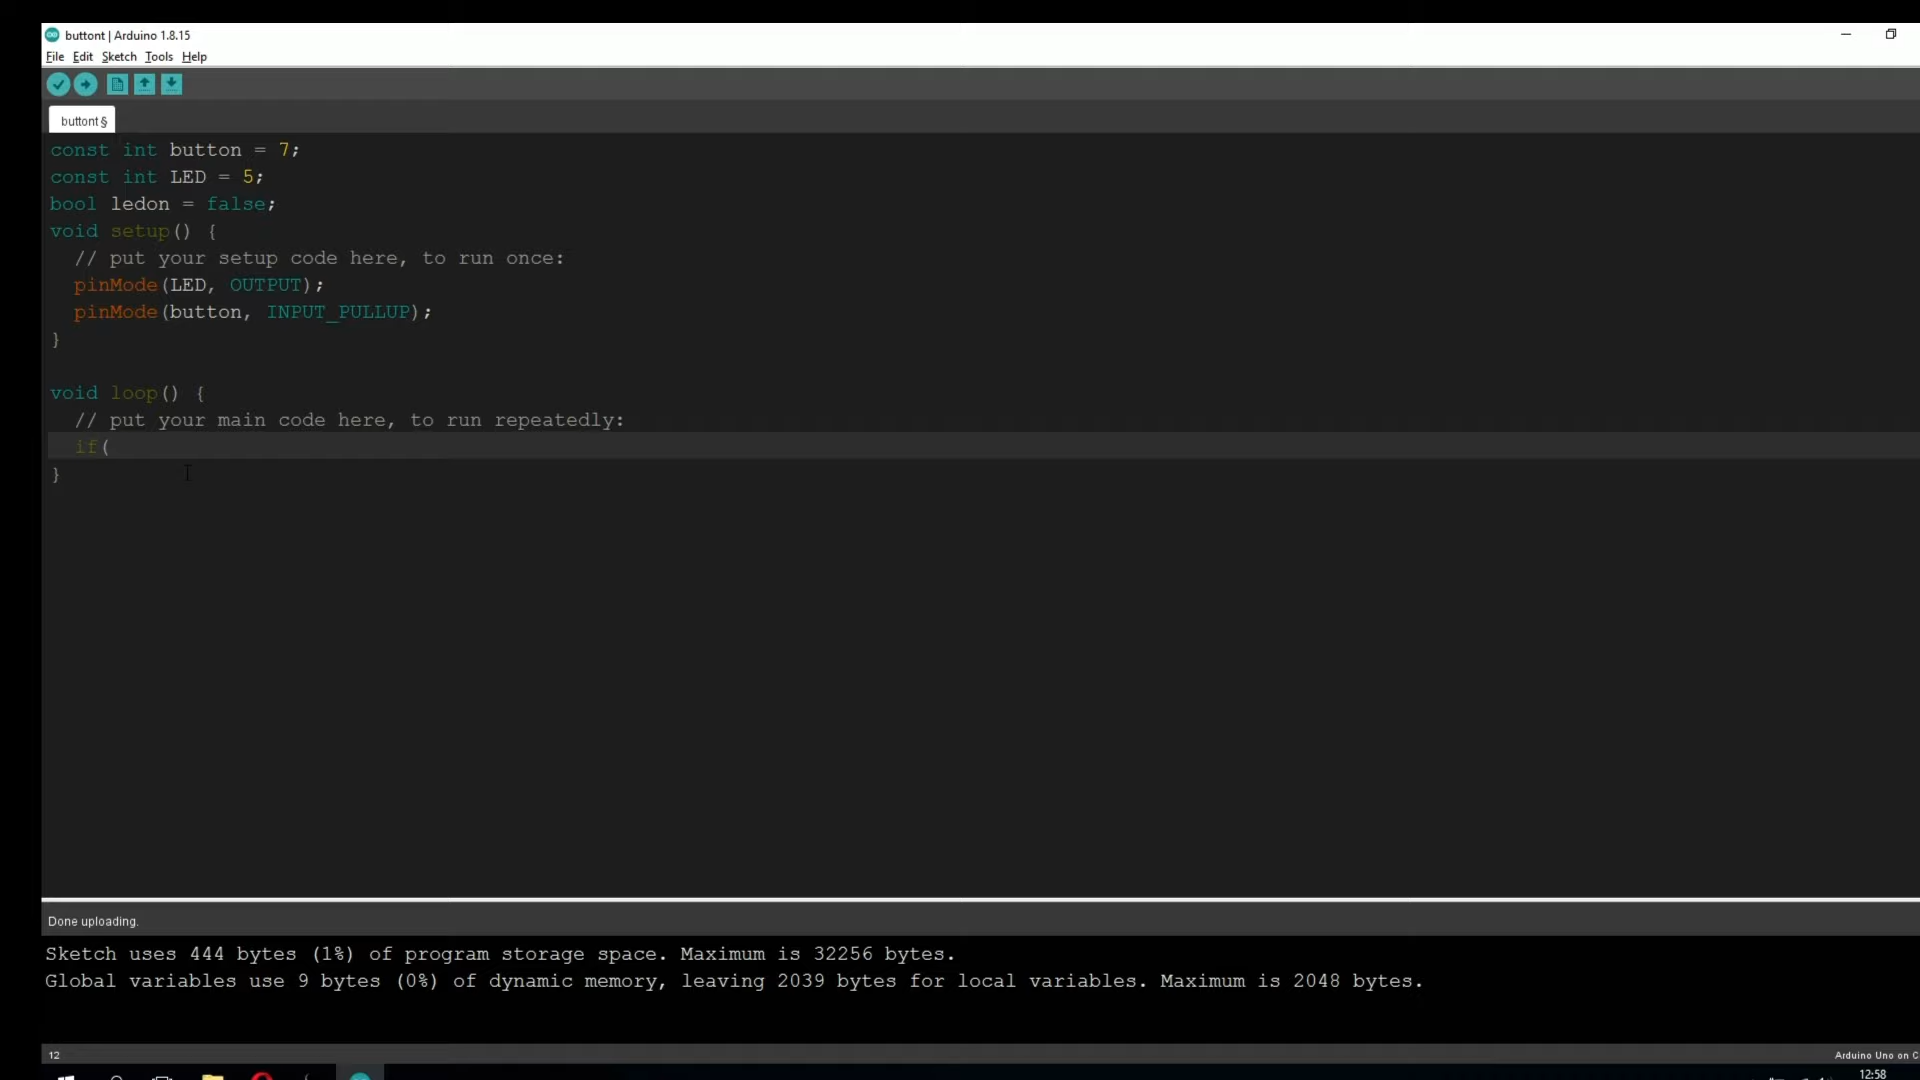 buttont | Arduino 1.8.15
File Edit Sketch Tools Help
buttont §
const int button = 7;
const int LED = 5;
bool ledon = false;
void setup() {
  // put your setup code here, to run once:
  pinMode(LED, OUTPUT);
  pinMode(button, INPUT_PULLUP);
}
void loop() {
  // put your main code here, to run repeatedly:
  if(
}
Done uploading.
Sketch uses 444 bytes (1%) of program storage space. Maximum is 32256 bytes.
Global variables use 9 bytes (0%) of dynamic memory, leaving 2039 bytes for local variables. Maximum is 2048 bytes.
12
Arduino Uno on C
12:58